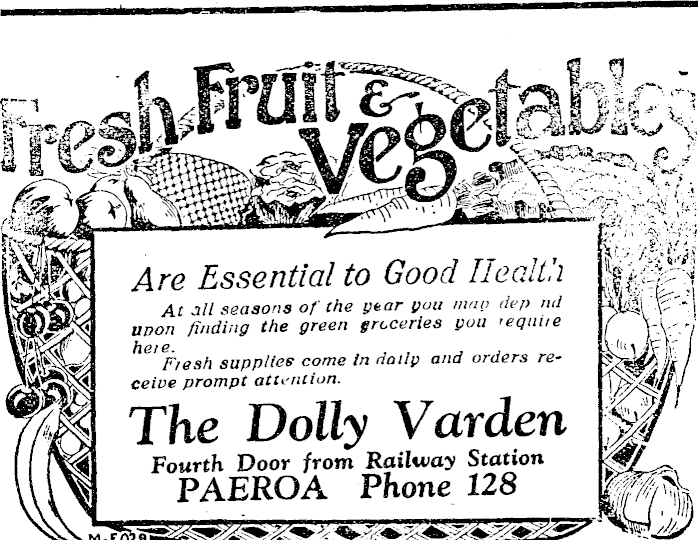 Fresh Fruit &
Vegetables
Are Essential to Good Health
At all seasons of the year you may depend
upon finding the green groceries you require
here.
Fresh supplies come in daily and orders re-
ceive prompt attention.
The Dolly Varden
Fourth Door from Railway Station
PAEROA Phone 128